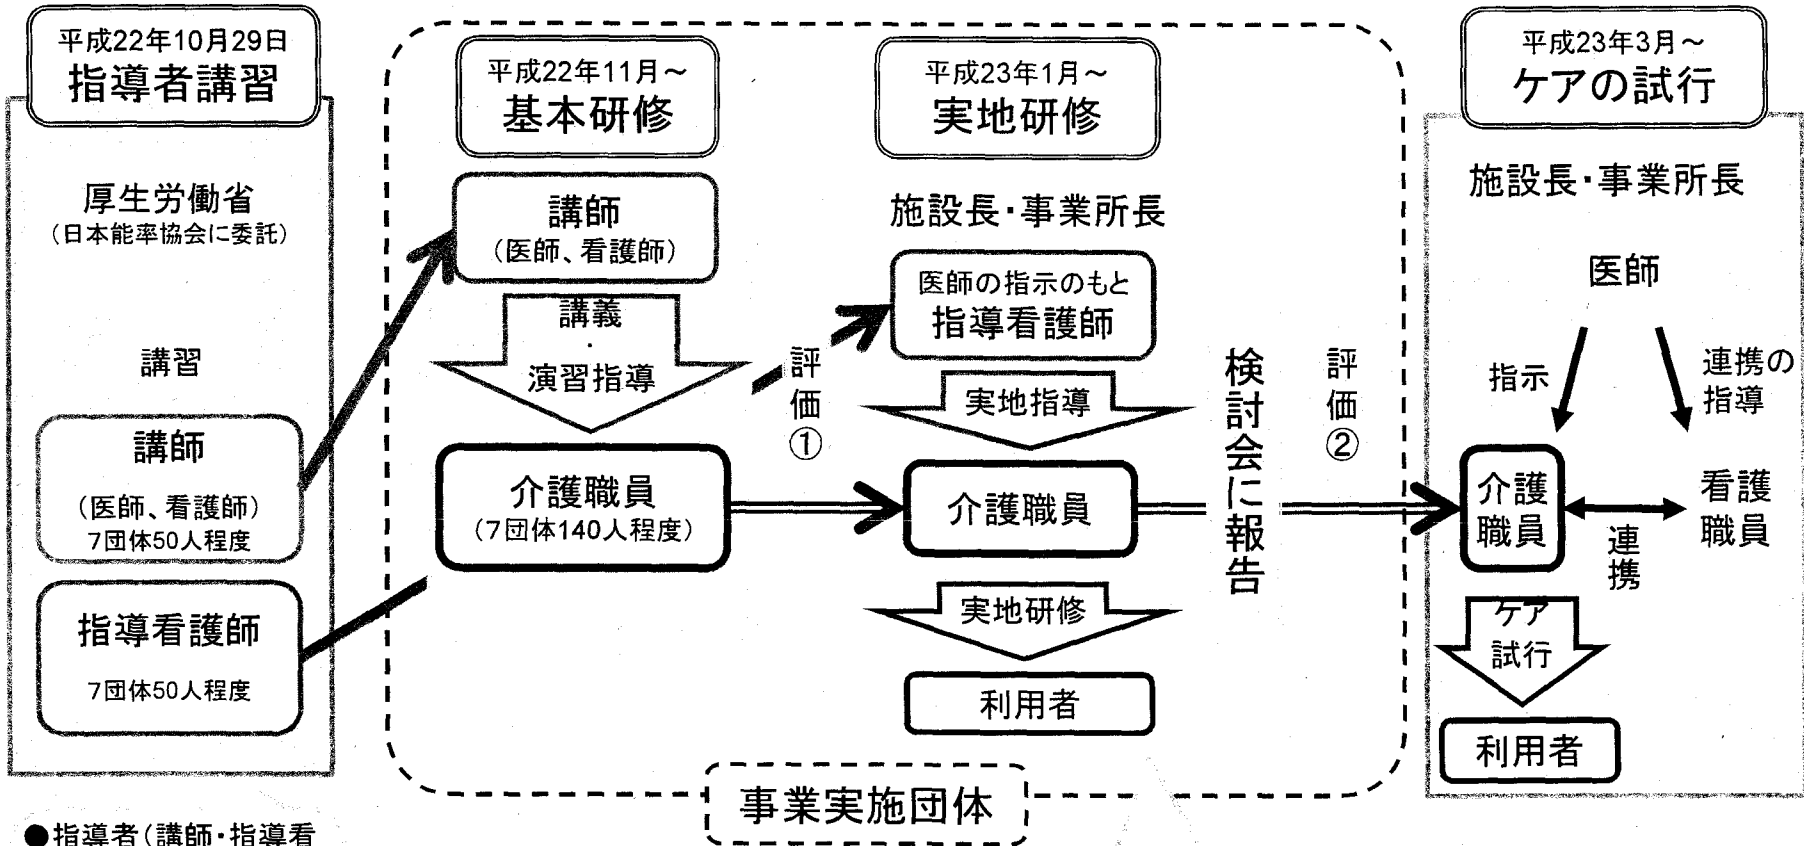 平成22年10月29日
指導者講習
厚生労働省
(日本能率協会に委託)
講習
講師
(医師、看護師)
7団体50人程度
指導看護師
7団体50人程度
●指導者(講師・指導看
平成22年11月~
基本研修
講師
(医師、看護師)
講義
・
演習指導
介護職員
(7団体140人程度)
評価①
平成23年1月~
実地研修
施設長・事業所長
医師の指示のもと
指導看護師
実地指導
介護職員
実地研修
利用者
検討会に報告
評価②
事業実施団体
平成23年3月~
ケアの試行
施設長・事業所長
医師
指示
連携の
指導
介護
職員
連携
看護
職員
ケア
試行
利用者